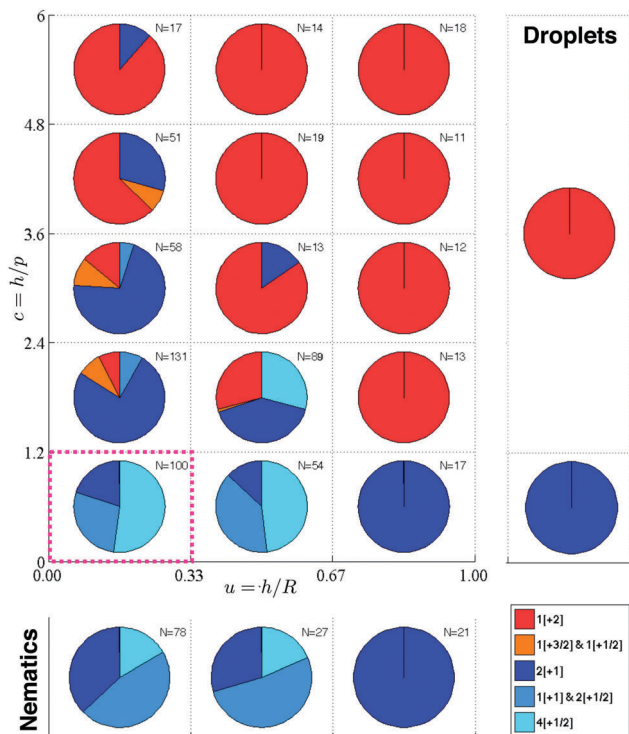 6
N=17
N=14
N=18
Droplets
4.8
N=51
N=19
N=11
3.6
N=58
N=13
N=12
c = h/p
2.4
N=131
N=89
N=13
1.2
N=100
N=54
N=17
0
0.00
0.33
0.67
1.00
u = h/R
Nematics
N=78
N=27
N=21
1[+2]
1[+3/2] & 1[+1/2]
2[+1]
1[+1] & 2[+1/2]
4[+1/2]